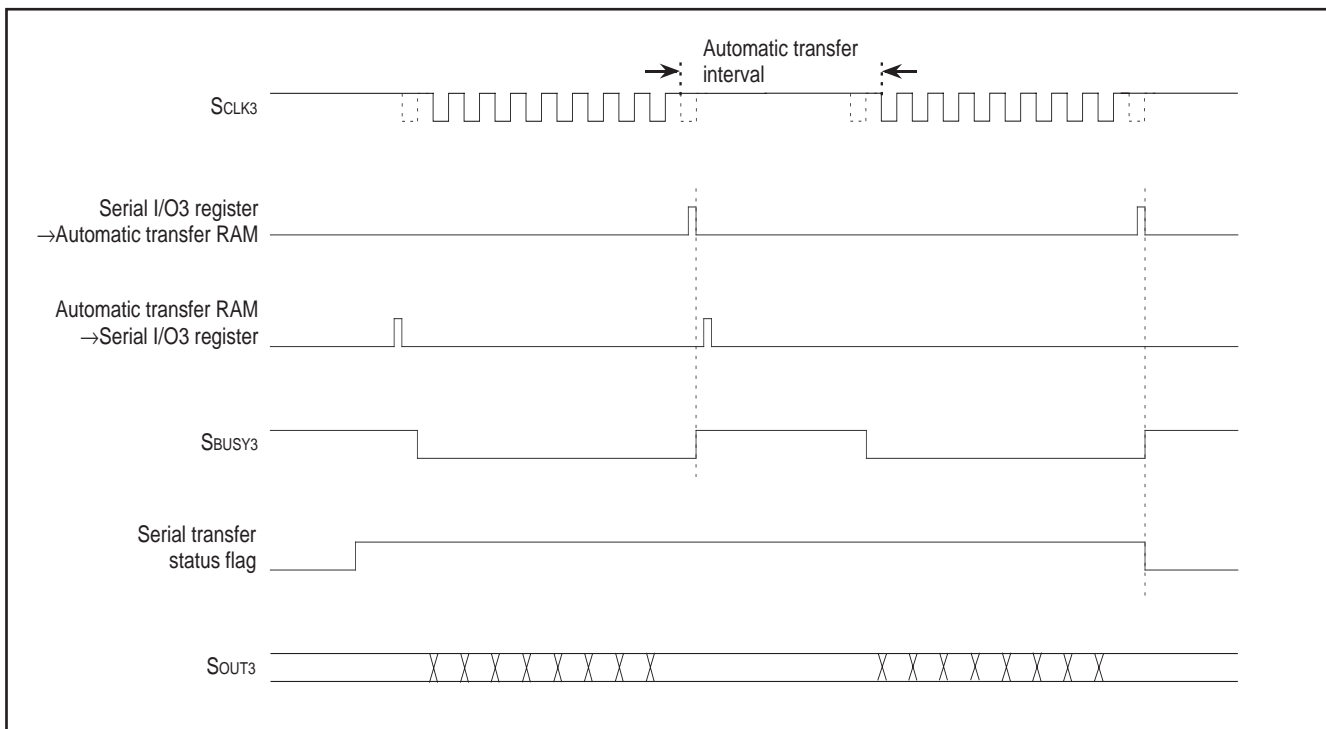 Automatic transfer
interval
SCLK3
Serial I/O3 register
→Automatic transfer RAM
Automatic transfer RAM
→Serial I/O3 register
SBUSY3
Serial transfer
status flag
SOUT3